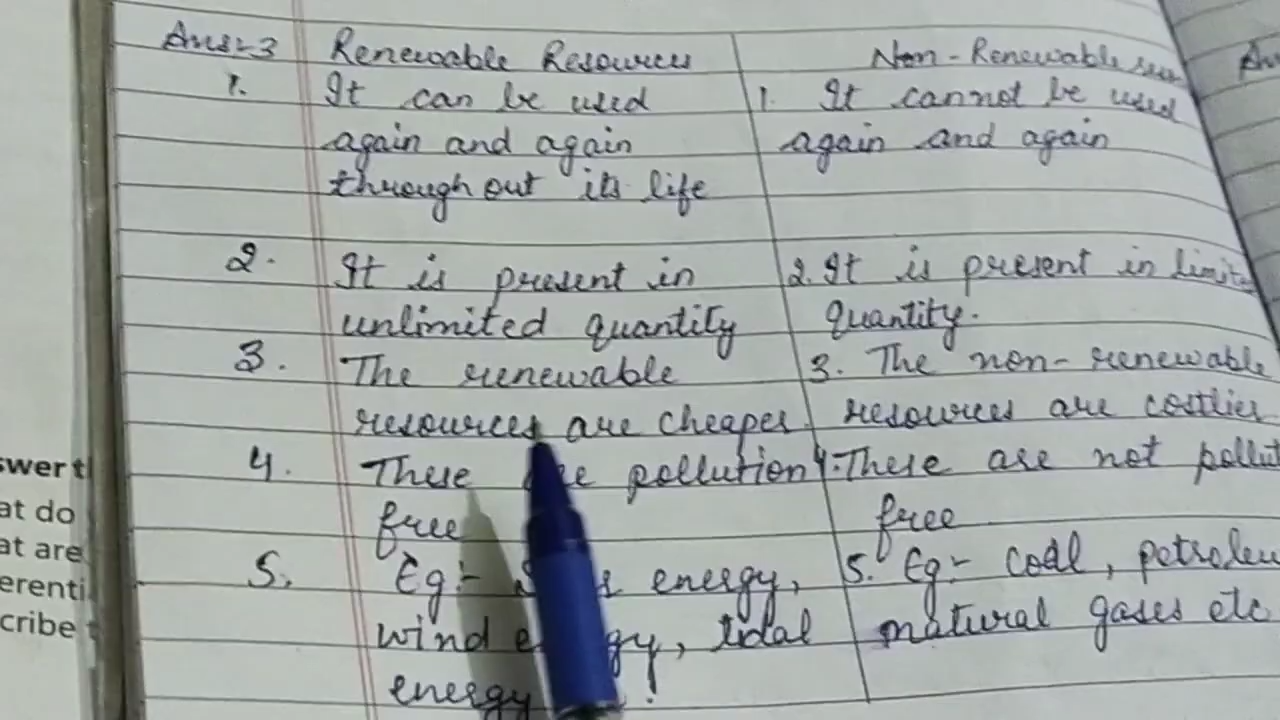 Ans-3 Renewable Resources Non-Renewable
1. It can be used 1. It cannot be used
again and again again and again
through out its life
2. It is present in 2. It is present in limite
unlimited quantity quantity.
3. The renewable 3. The non-renewable
resources are cheaper. resources are costlier
4. These pollution 4. These are not pollut
free free
5. Eg:- energy, 5. Eg:- coal, petroleu
wind tidal natural gases etc
energy
swer t
at do
at are
erenti
cribe t